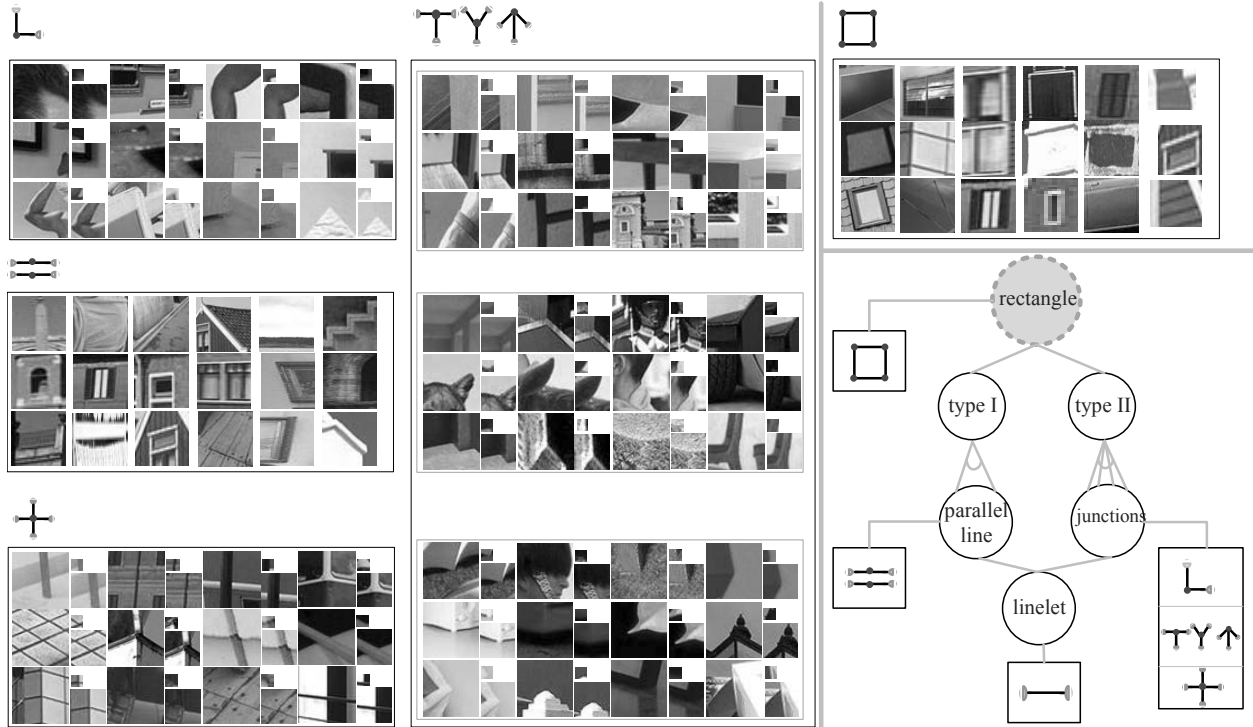 rectangle
type I
type II
parallel
line
junctions
linelet